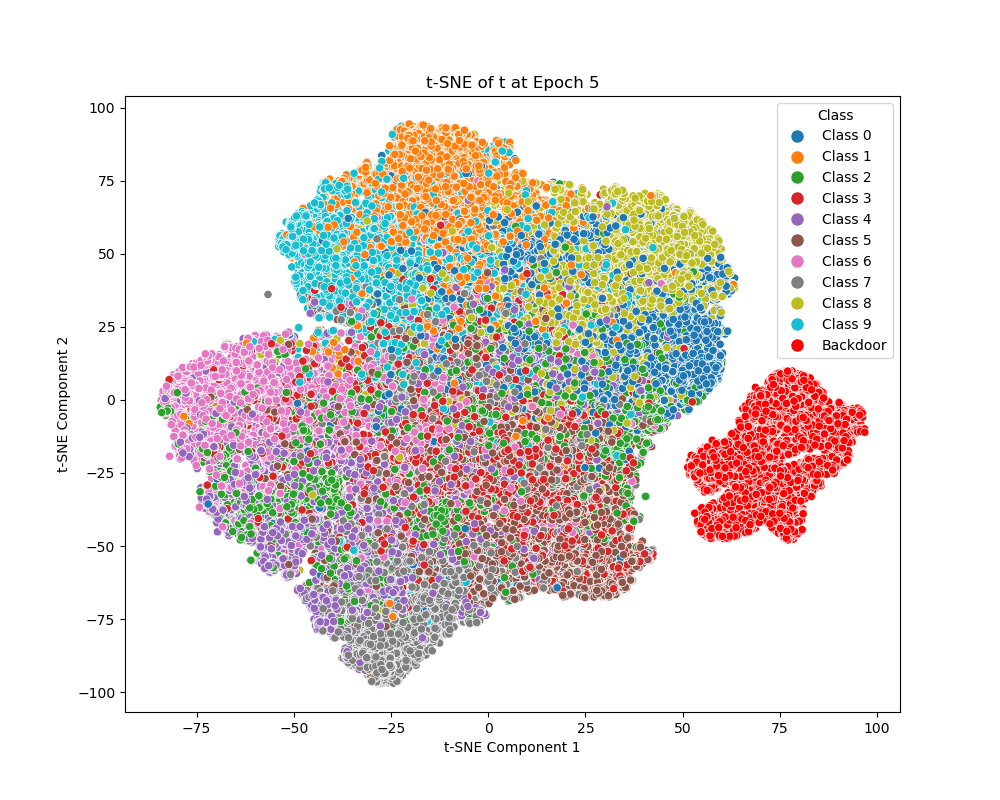 t-SNE of t at Epoch 5
t-SNE Component 2
100
75
50
25
0
−25
−50
−75
−100
−75
−50
−25
0
25
50
75
100
t-SNE Component 1
Class
Class 0
Class 1
Class 2
Class 3
Class 4
Class 5
Class 6
Class 7
Class 8
Class 9
Backdoor